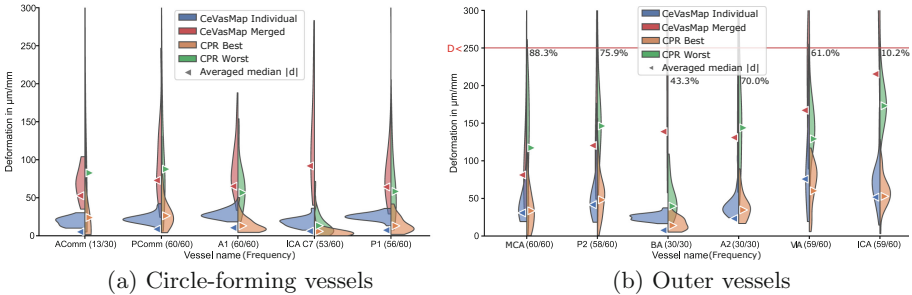 300
250
200
150
100
50
0
Deformation in μm/mm
CeVasMap Individual
CeVasMap Merged
CPR Best
CPR Worst
Averaged median |d|
AComm (13/30) PComm (60/60) A1 (60/60) ICA C7 (53/60) P1 (56/60)
Vessel name (Frequency)
(a) Circle-forming vessels
300
250
200
150
100
50
0
Deformation in μm/mm
D<
CeVasMap Individual
CeVasMap Merged
CPR Best
CPR Worst
Averaged median |d|
88.3% 75.9% 61.0% 10.2%
43.3% 70.0%
MCA (60/60) P2 (58/60) BA (30/30) A2 (30/30) VA (59/60) ICA (59/60)
Vessel name (Frequency)
(b) Outer vessels